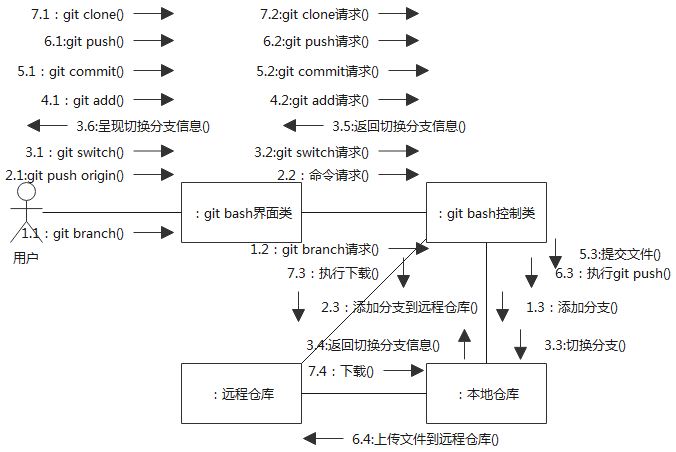 7.1：git clone()
7.2:git clone请求()
6.1:git push()
6.2:git push请求()
5.1：git commit()
5.2:git commit请求()
4.1：git add()
4.2:git add请求()
3.6:呈现切换分支信息()
3.5:返回切换分支信息()
3.1：git switch()
3.2:git switch请求()
2.1:git push origin()
2.2：命令请求()
：git bash界面类
：git bash控制类
1.1：git branch()
用户
1.2：git branch请求()
5.3:提交文件()
7.3：执行下载()
6.3：执行git push()
2.3：添加分支到远程仓库()
1.3：添加分支()
3.4:返回切换分支信息()
3.3:切换分支()
7.4：下载()
：远程仓库
：本地仓库
6.4:上传文件到远程仓库()